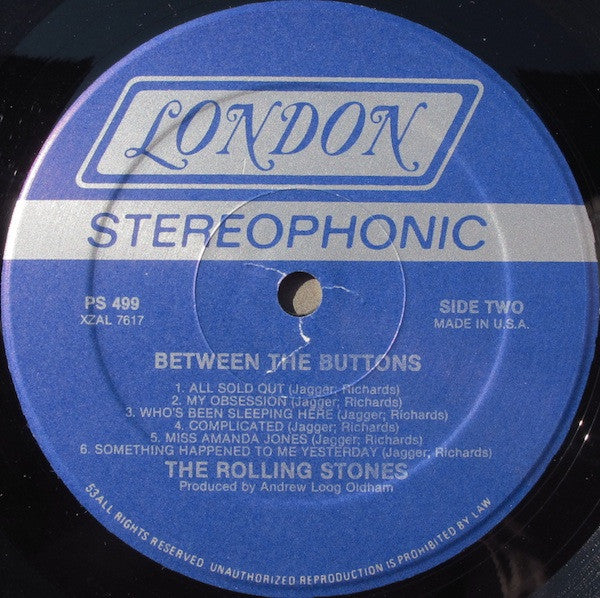 LONDON
STEREOPHONIC
PS 499
XZAL 7617
SIDE TWO
MADE IN U.S.A.
BETWEEN THE BUTTONS
1. ALL SOLD OUT (Jagger; Richards)
2. MY OBSESSION (Jagger; Richards)
3. WHO'S BEEN SLEEPING HERE (Jagger; Richards)
4. COMPLICATED (Jagger; Richards)
5. MISS AMANDA JONES (Jagger; Richards)
6. SOMETHING HAPPENED TO ME YESTERDAY (Jagger; Richards)
THE ROLLING STONES
Produced by Andrew Loog Oldham
53ALL RIGHTS RESERVED UNAUTHORIZED REPRODUCTION IS PROHIBITED BY LAW